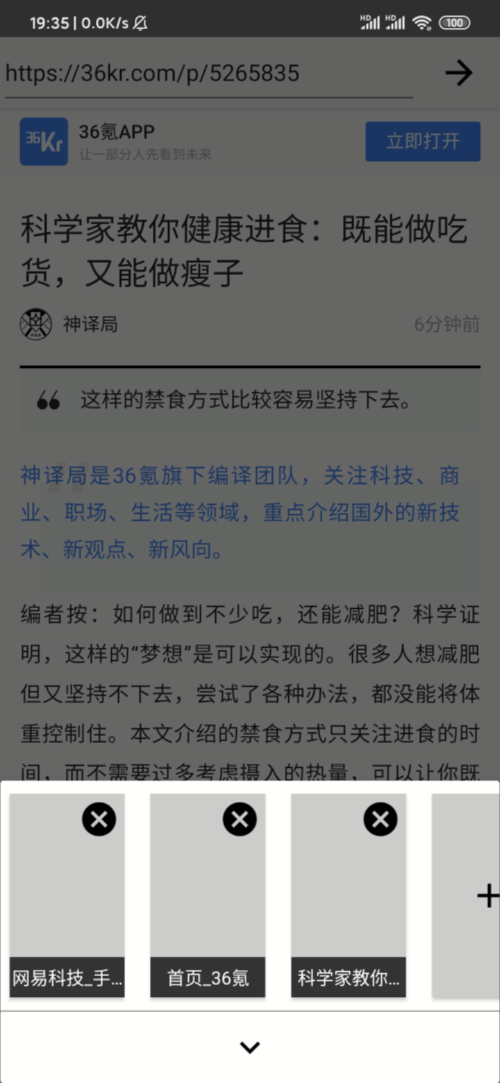 19:35 | 0.0K/s
HD HD 100
https://36kr.com/p/5265835
36Kr
36氪APP
让一部分人先看到未来
立即打开
科学家教你健康进食：既能做吃
货，又能做瘦子
神译局
6分钟前
这样的禁食方式比较容易坚持下去。
神译局是36氪旗下编译团队，关注科技、商
业、职场、生活等领域，重点介绍国外的新技
术、新观点、新风向。
编者按：如何做到不少吃，还能减肥？科学证
明，这样的“梦想”是可以实现的。很多人想减肥
但又坚持不下去，尝试了各种办法，都没能将体
重控制住。本文介绍的禁食方式只关注进食的时
间，而不需要过多考虑摄入的热量，可以让你既
网易科技_手...
首页_36氪
科学家教你...